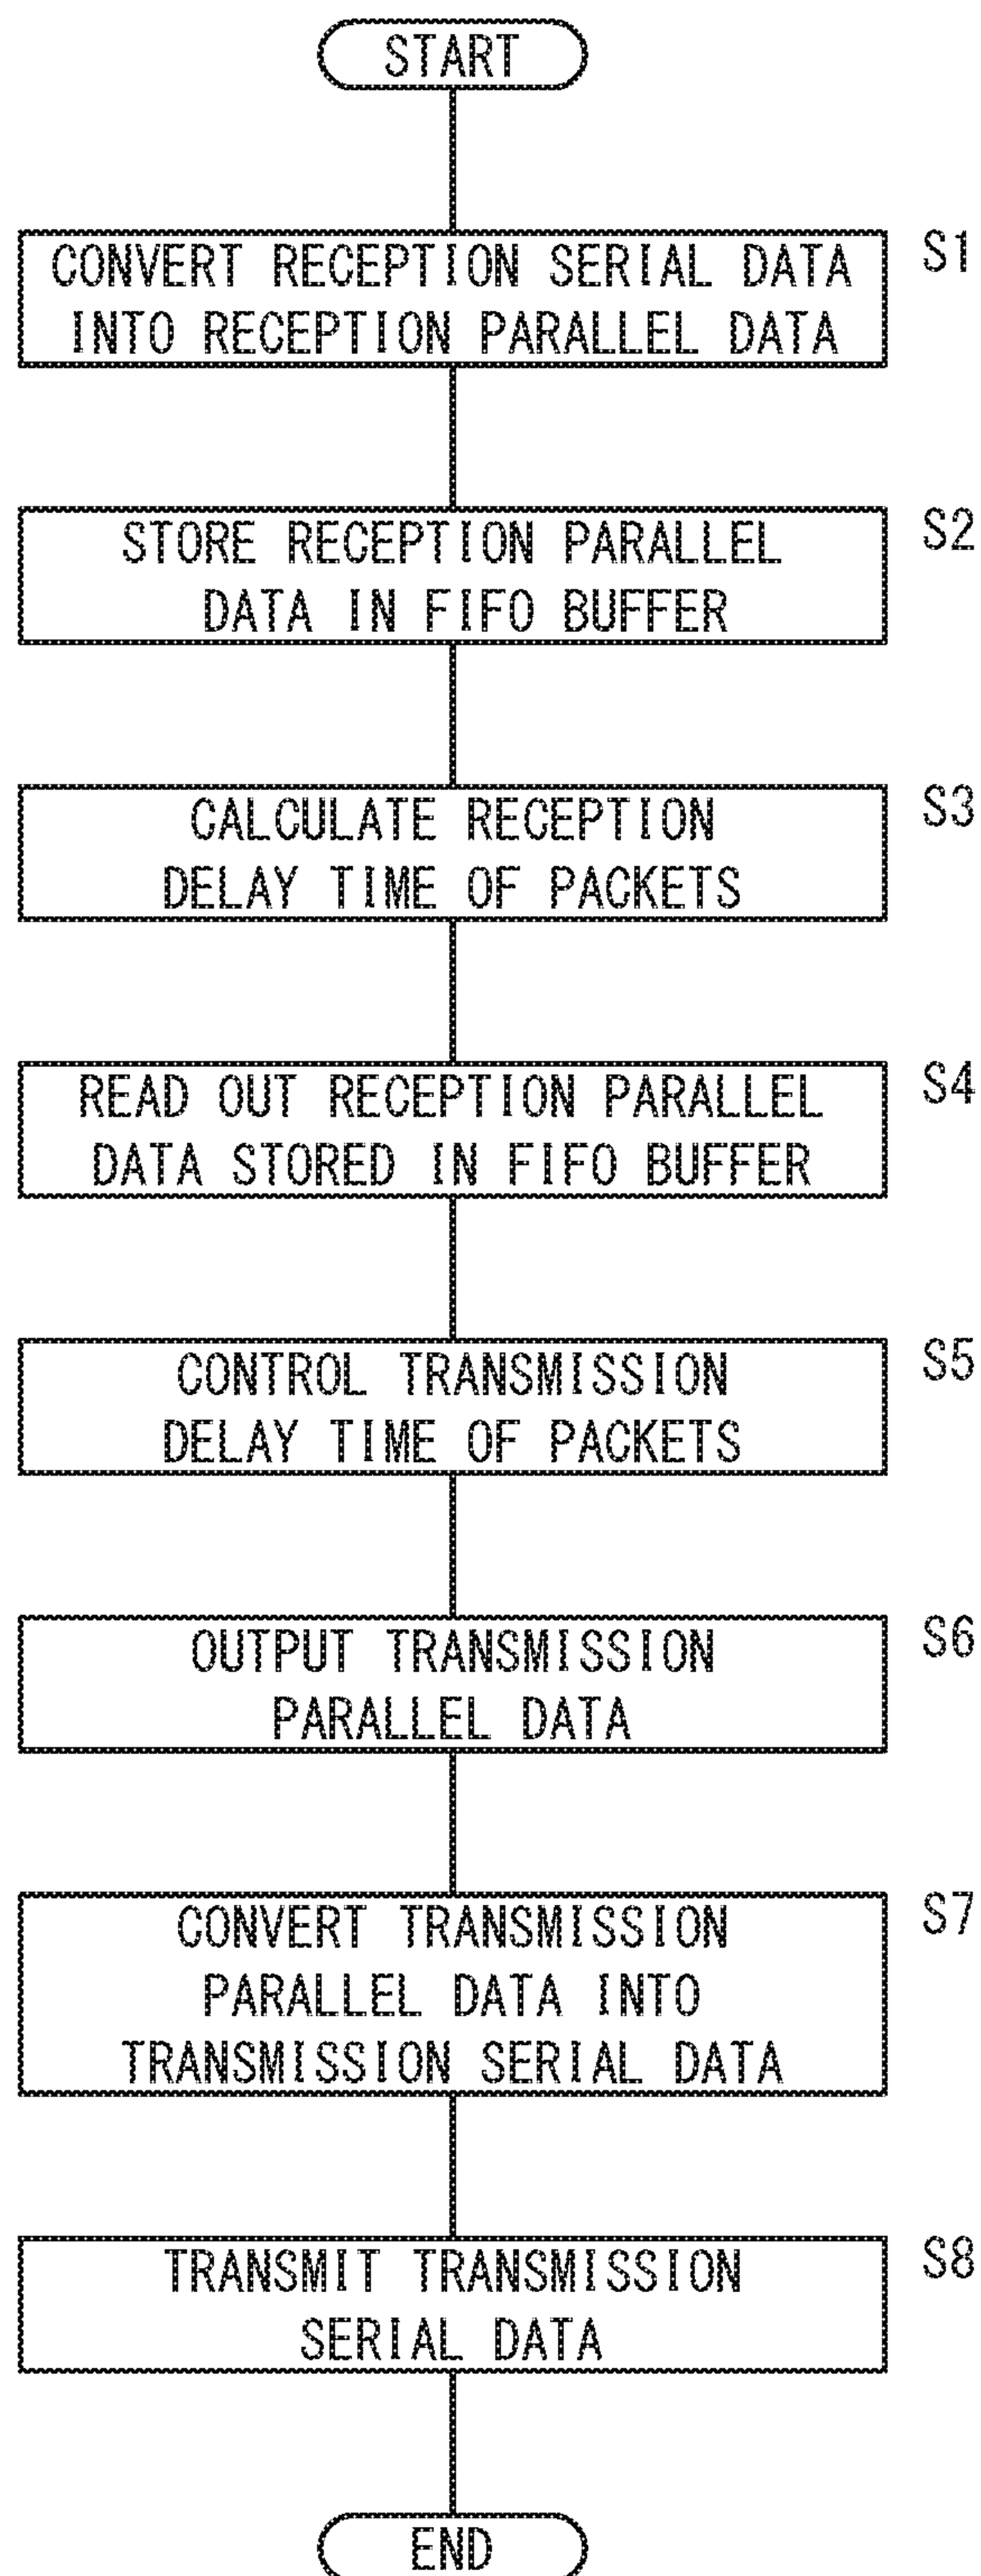 START
CONVERT RECEPTION SERIAL DATA
INTO RECEPTION PARALLEL DATA
S1
STORE RECEPTION PARALLEL
DATA IN FIFO BUFFER
S2
CALCULATE RECEPTION
DELAY TIME OF PACKETS
S3
READ OUT RECEPTION PARALLEL
DATA STORED IN FIFO BUFFER
S4
CONTROL TRANSMISSION
DELAY TIME OF PACKETS
S5
OUTPUT TRANSMISSION
PARALLEL DATA
S6
CONVERT TRANSMISSION
PARALLEL DATA INTO
TRANSMISSION SERIAL DATA
S7
TRANSMIT TRANSMISSION
SERIAL DATA
S8
END